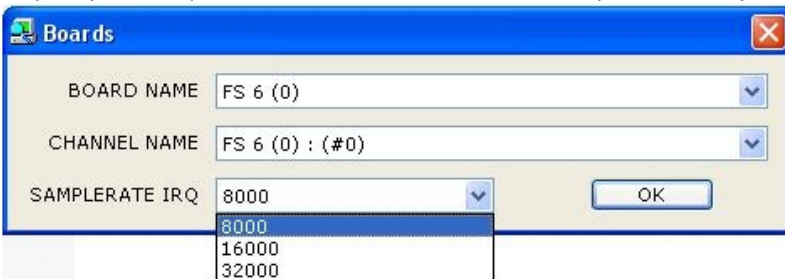 Boards
BOARD NAME FS 6 (0)
CHANNEL NAME FS 6 (0) : (#0)
SAMPLERATE IRQ 8000 OK
8000
16000
32000